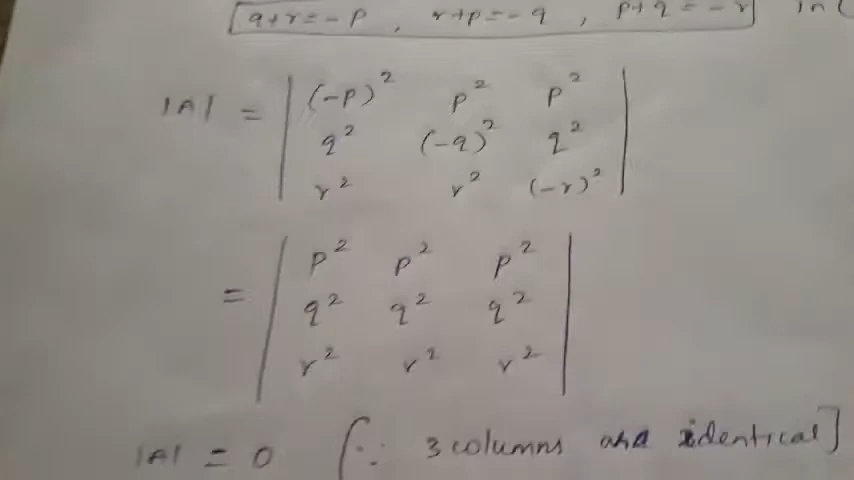 q+r=-p , r+p=-q , p+q=-r] in (
|A| = | (-p)² p² p² |
q² (-q)² q²
r² r² (-r)²
= | p² p² p² |
q² q² q²
r² r² r²
|A| = 0 [∵ 3 columns are identical]